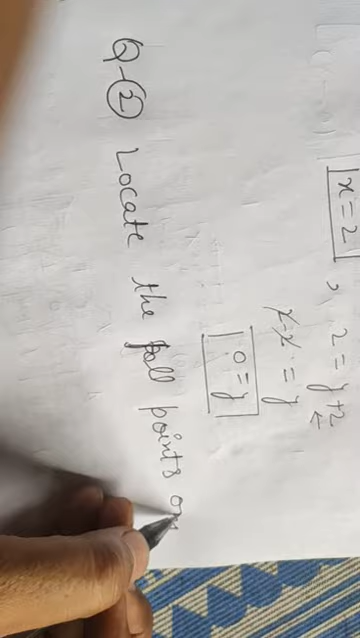 x = 2 , 2 = y + 2
2 - 2 = y
0 = y
Q-② Locate the foll points on